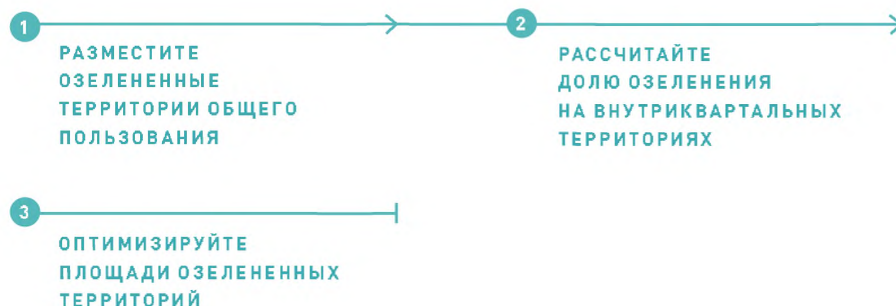 1
РАЗМЕСТИТЕ
ОЗЕЛЕНЕННЫЕ
ТЕРРИТОРИИ ОБЩЕГО
ПОЛЬЗОВАНИЯ
2
РАССЧИТАЙТЕ
ДОЛЮ ОЗЕЛЕНЕНИЯ
НА ВНУТРИКВАРТАЛЬНЫХ
ТЕРРИТОРИЯХ
3
ОПТИМИЗИРУЙТЕ
ПЛОЩАДИ ОЗЕЛЕНЕННЫХ
ТЕРРИТОРИЙ